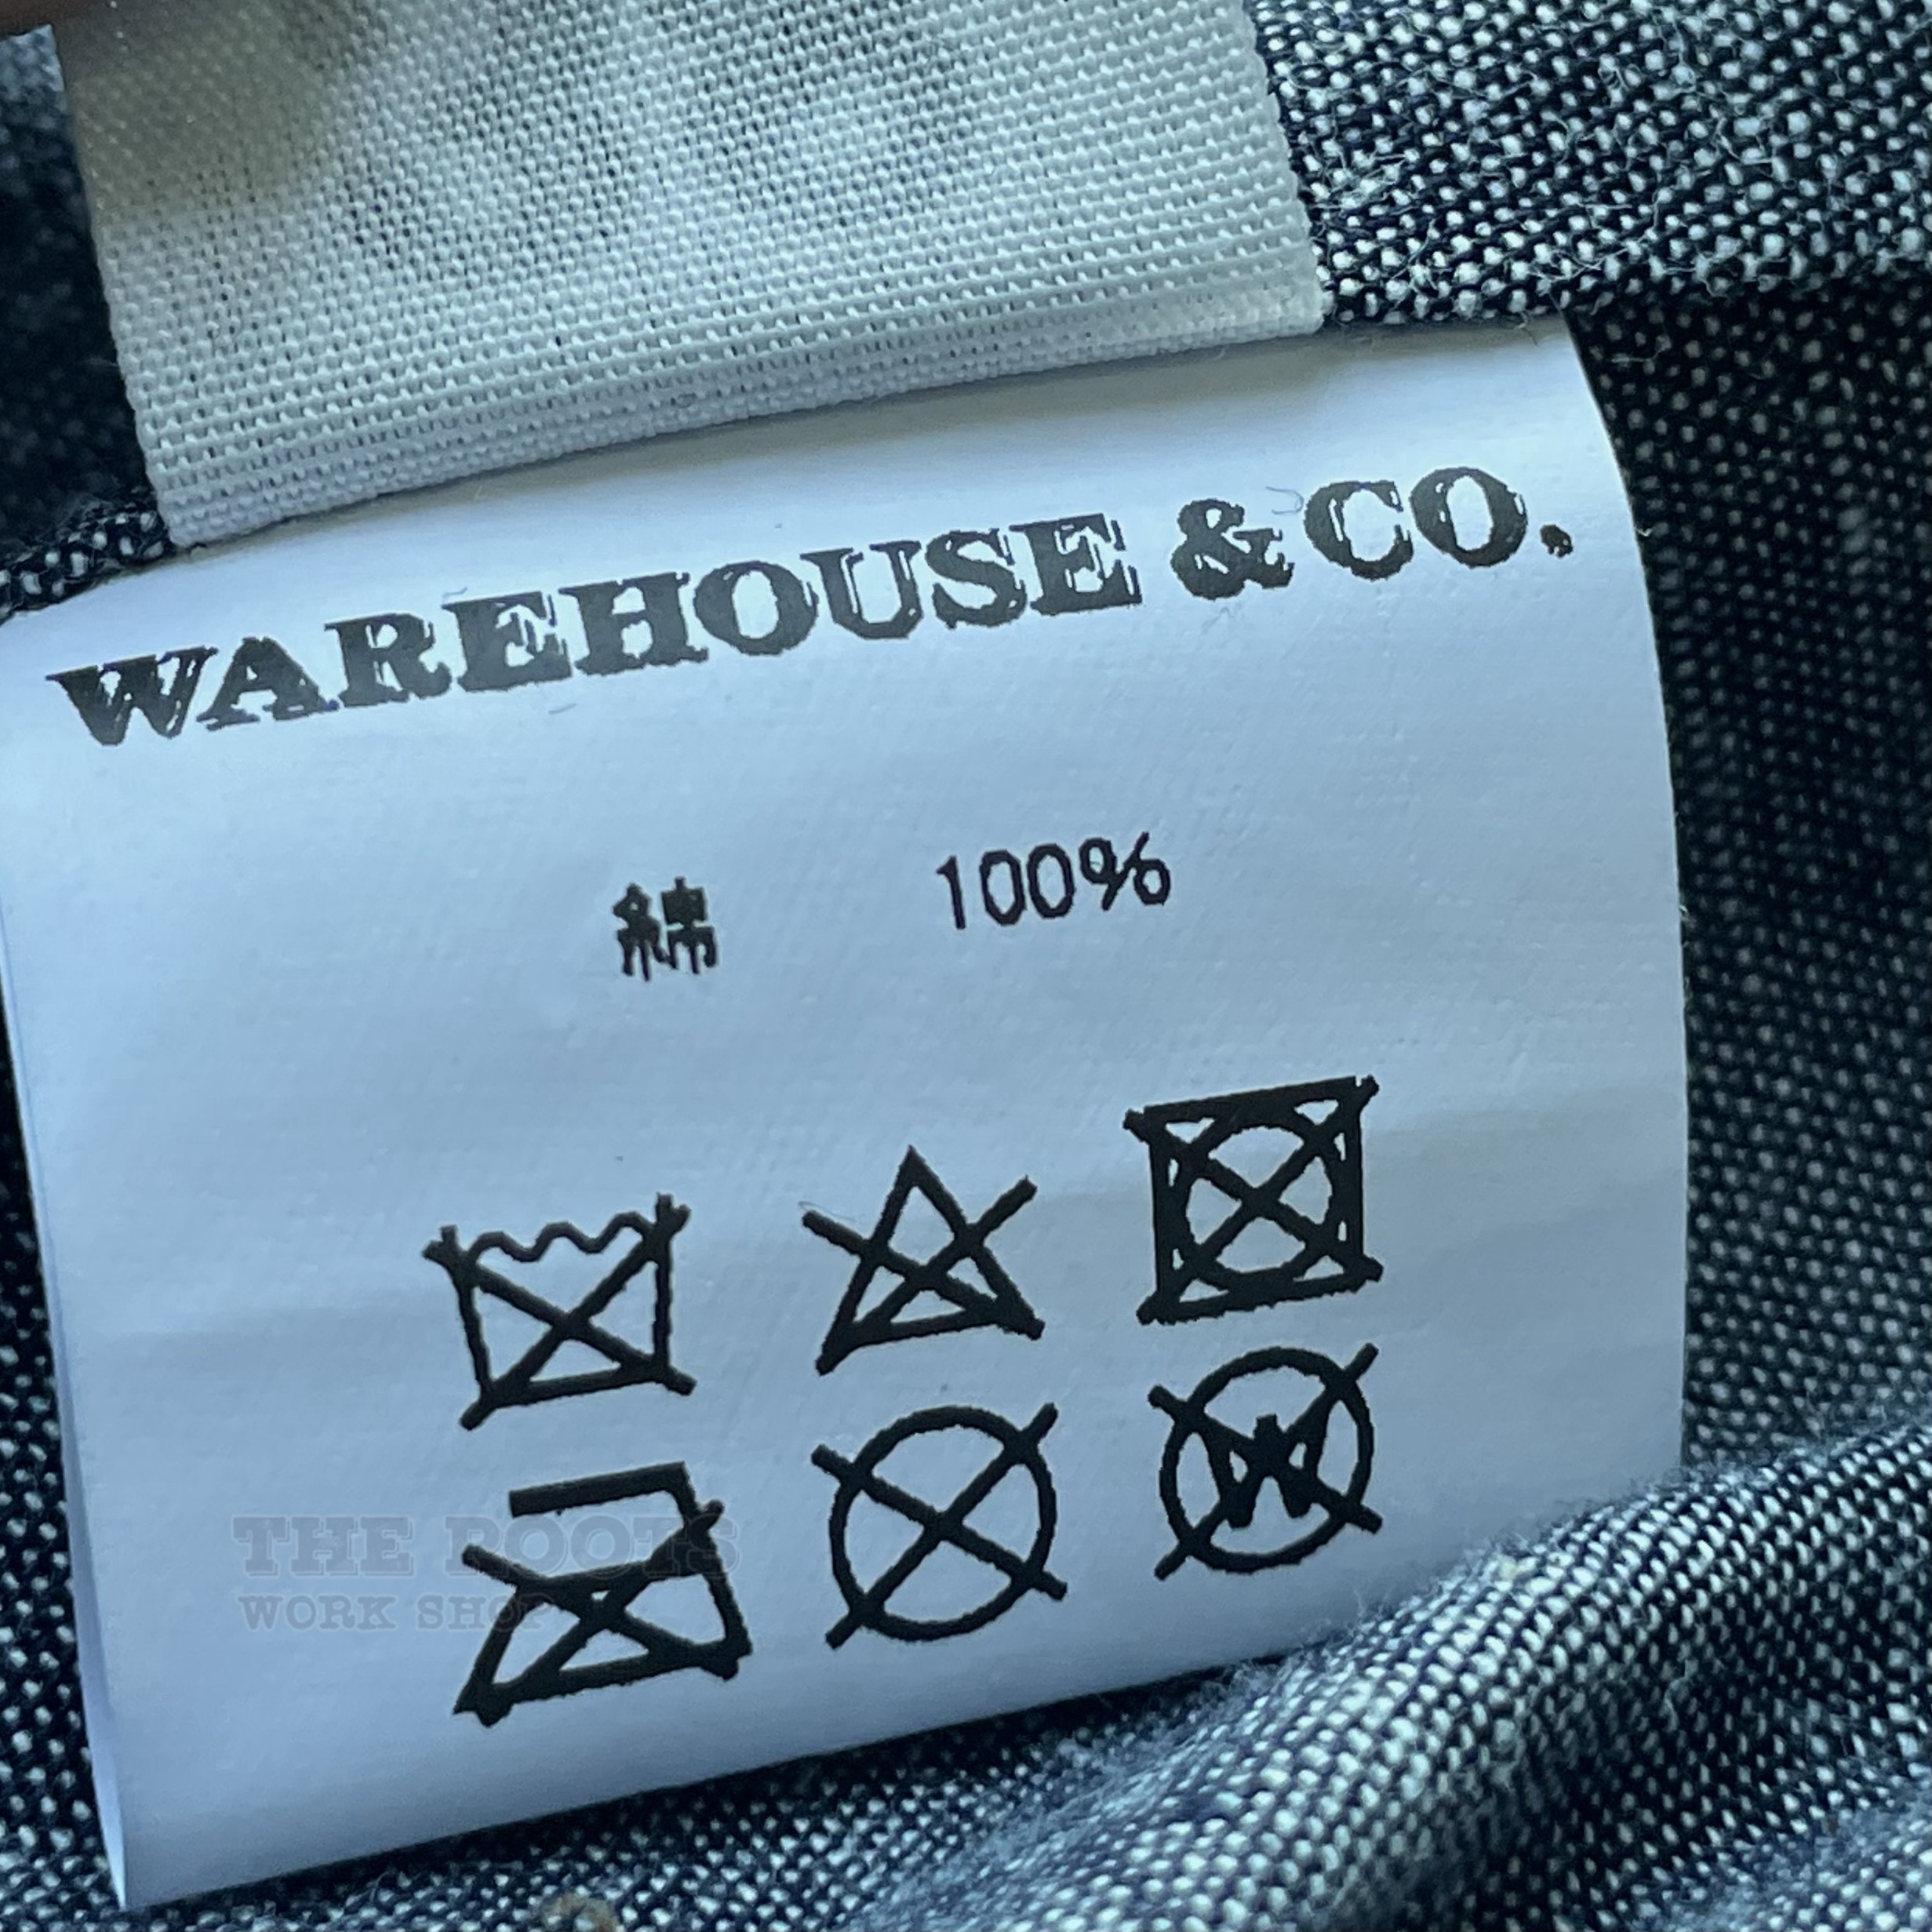 WAREHOUSE & CO.
綿 100%
W
THE ROOTS
WORK SHOP